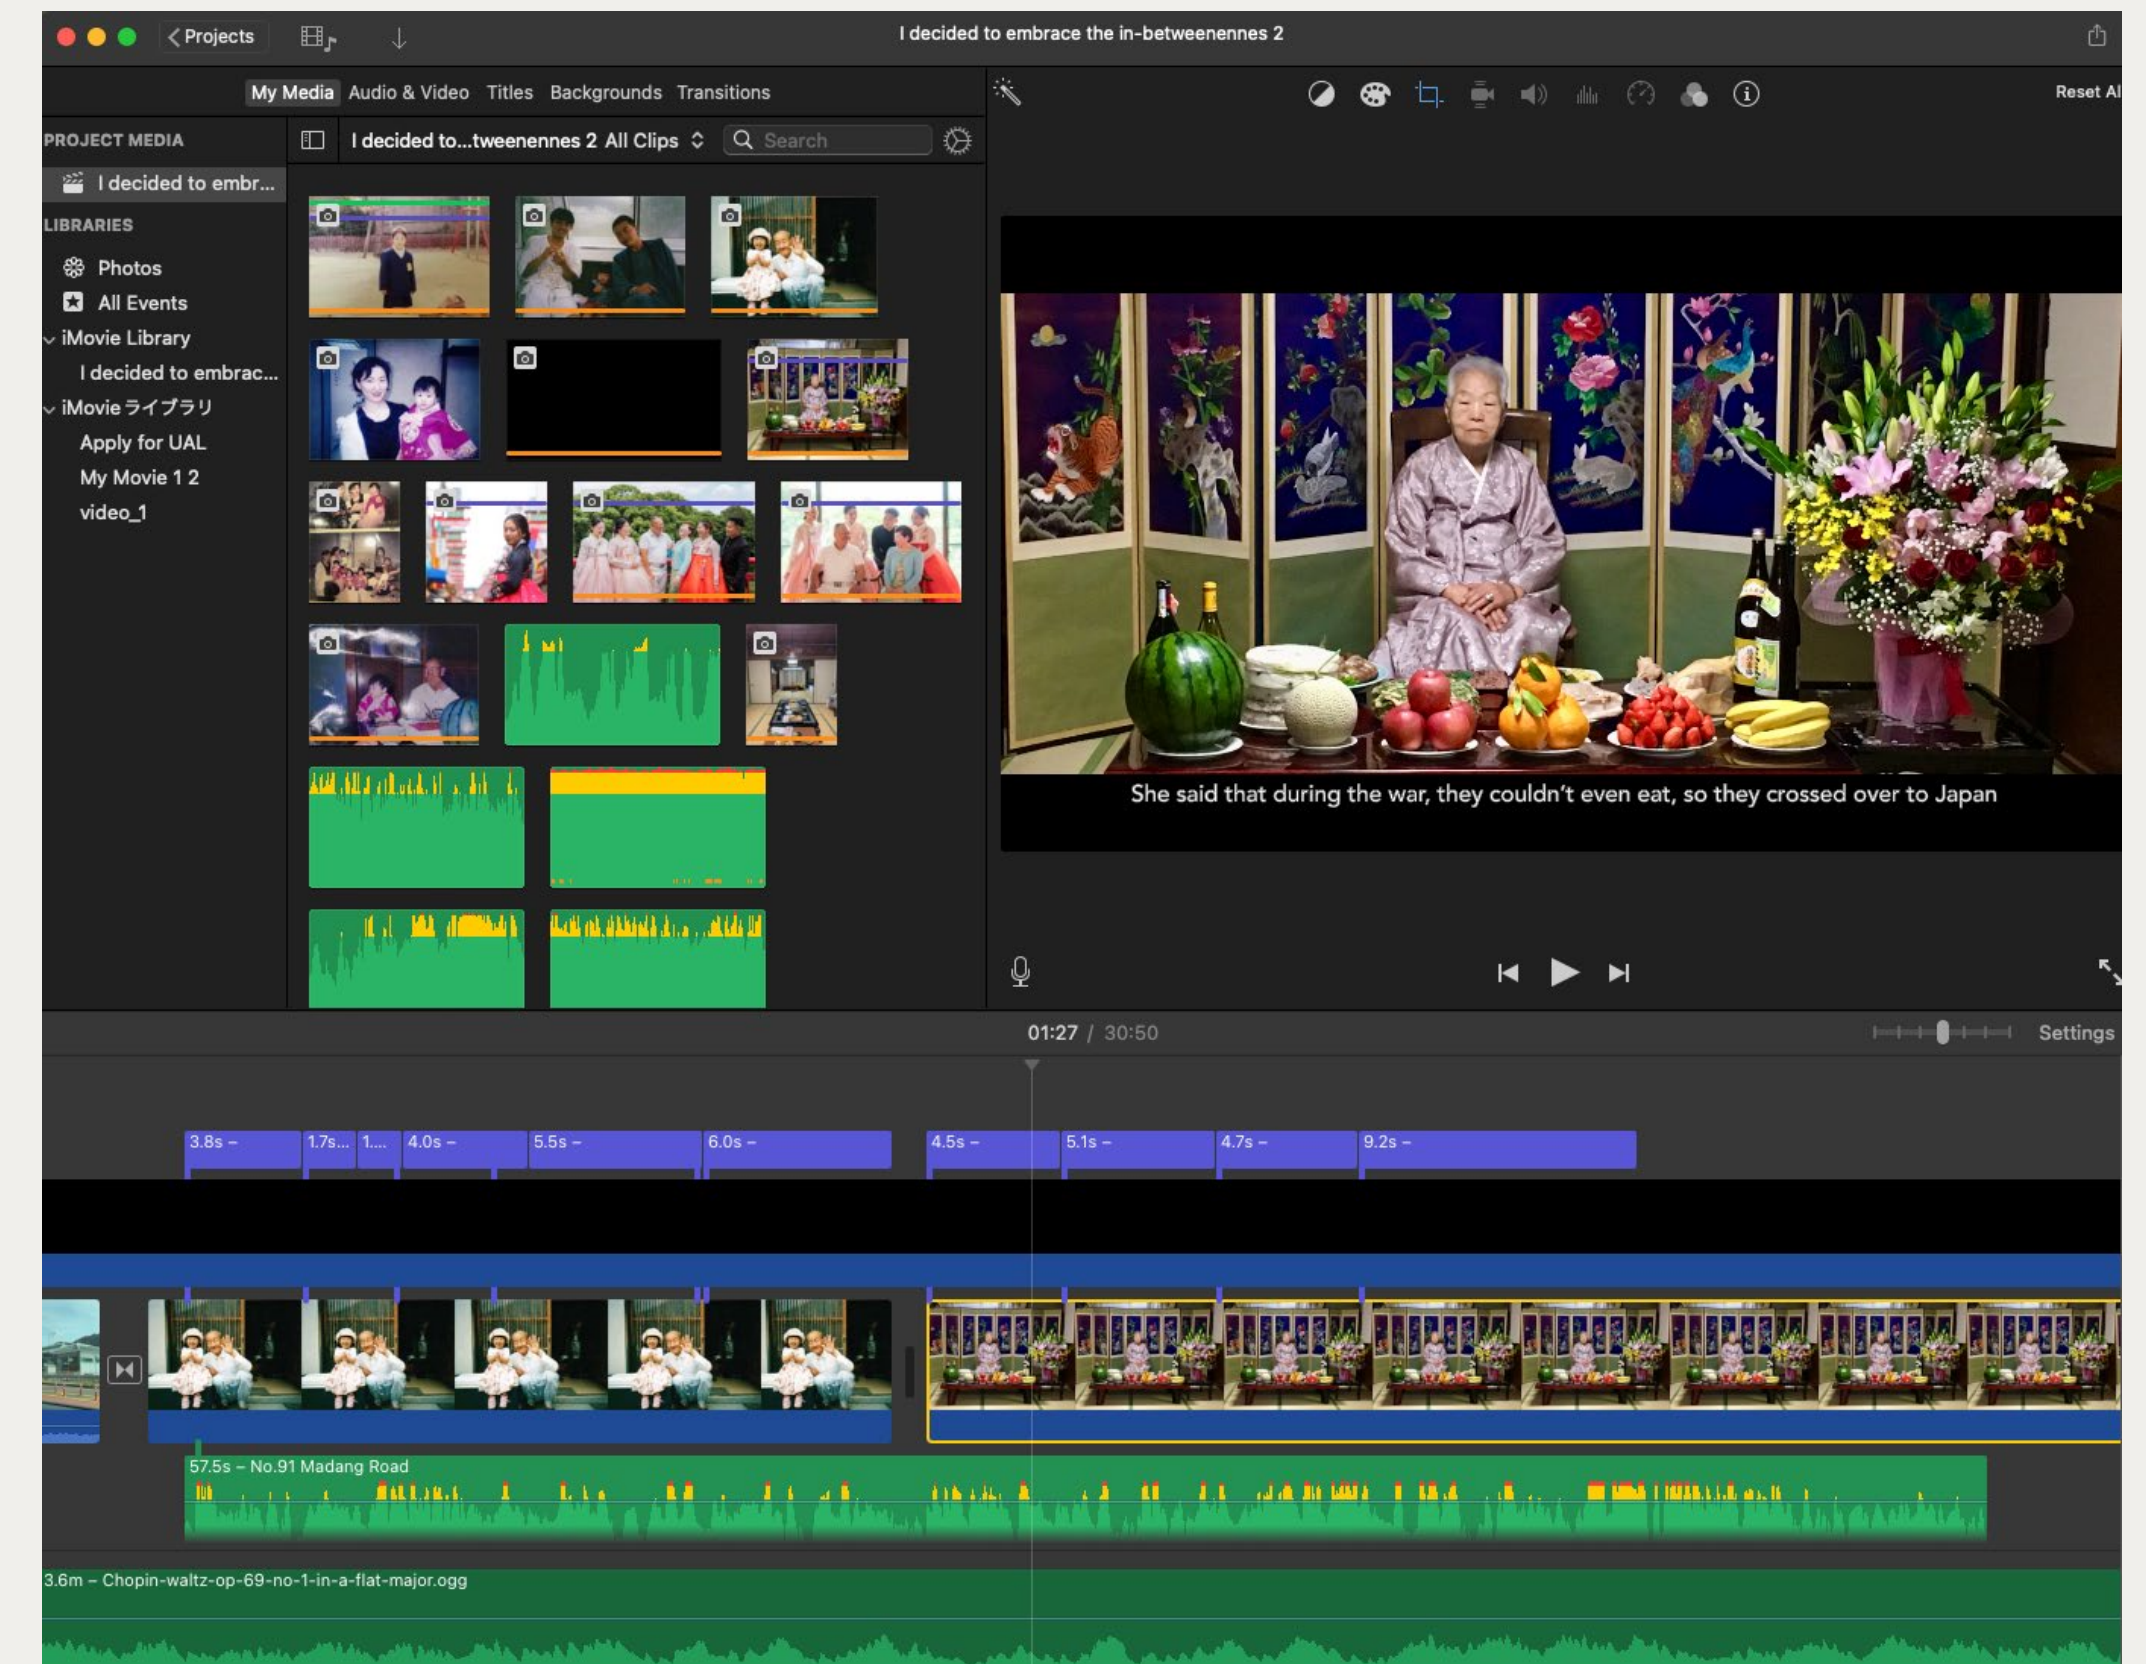 Projects
I decided to embrace the in-betweenennes 2
My Media Audio & Video Titles Backgrounds Transitions
Reset Al
PROJECT MEDIA
I decided to...tweenennes 2 All Clips
Search
I decided to embr...
LIBRARIES
Photos
All Events
iMovie Library
I decided to embrac...
iMovie ライブラリ
Apply for UAL
My Movie 1 2
video_1
She said that during the war, they couldn't even eat, so they crossed over to Japan
01:27 / 30:50
Settings
3.8s – 1.7s... 1.... 4.0s – 5.5s – 6.0s – 4.5s – 5.1s – 4.7s – 9.2s –
57.5s – No.91 Madang Road
3.6m – Chopin-waltz-op-69-no-1-in-a-flat-major.ogg